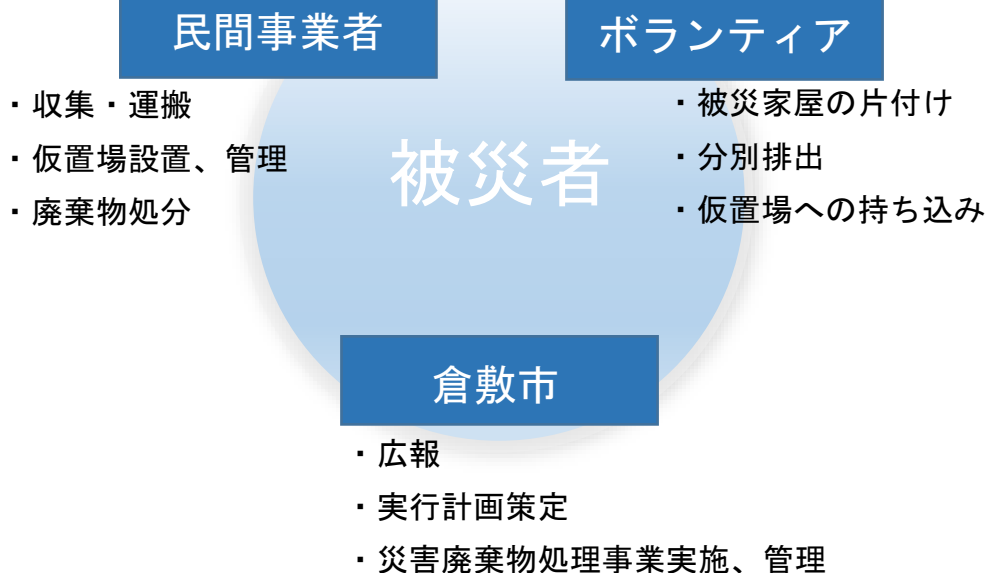 民間事業者
・収集・運搬
・仮置場設置、管理
・廃棄物処分
ボランティア
・被災家屋の片付け
・分別排出
・仮置場への持ち込み
被災者
倉敷市
・広報
・実行計画策定
・災害廃棄物処理事業実施、管理